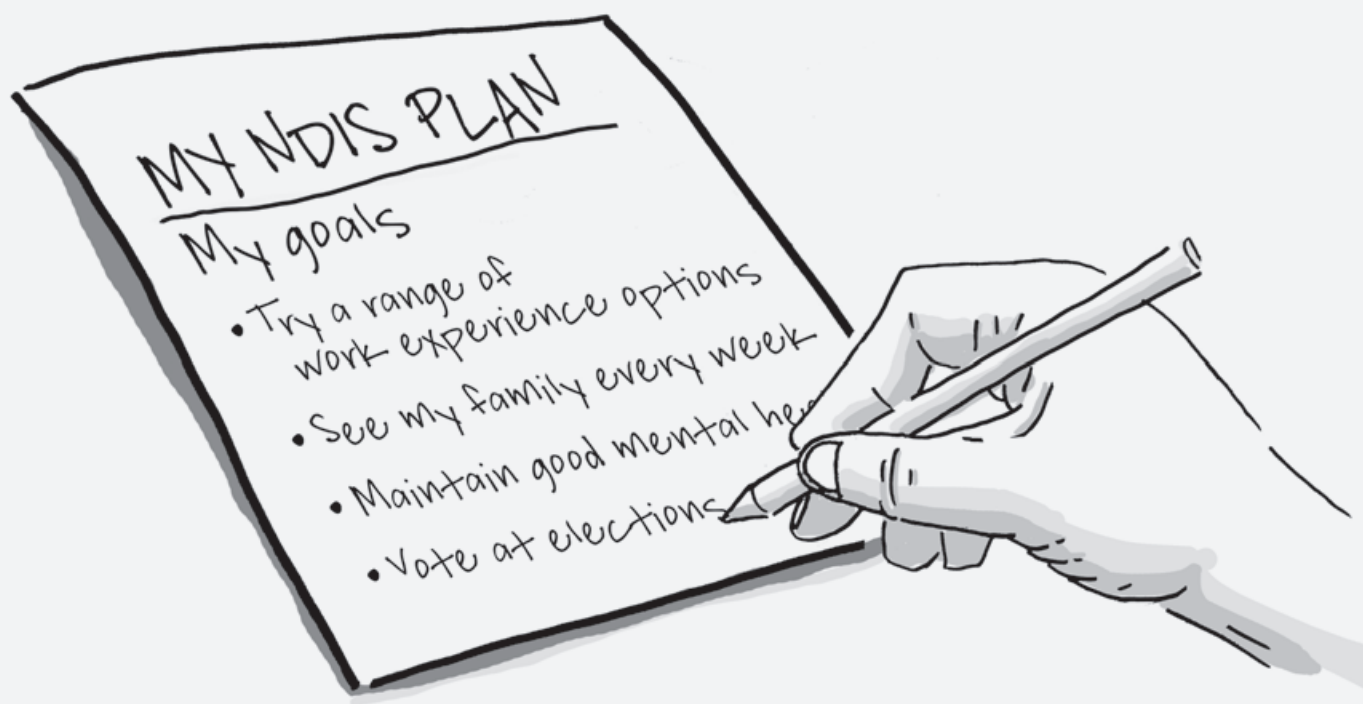 MY NDIS PLAN
My goals
• Try a range of
work experience options
• See my family every week
• Maintain good mental
• Vote at elections